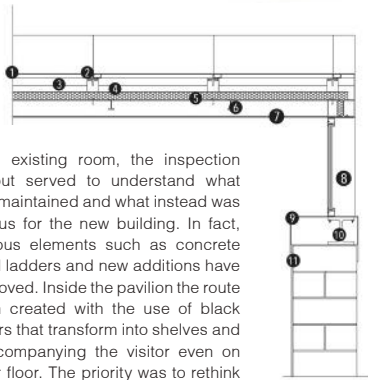 1
2
3
4
5
6
7
8
9
10
11
existing room, the inspection
out served to understand what
maintained and what instead was
us for the new building. In fact,
ous elements such as concrete
ladders and new additions have
oved. Inside the pavilion the route
created with the use of black
rs that transform into shelves and
companying the visitor even on
floor. The priority was to rethink